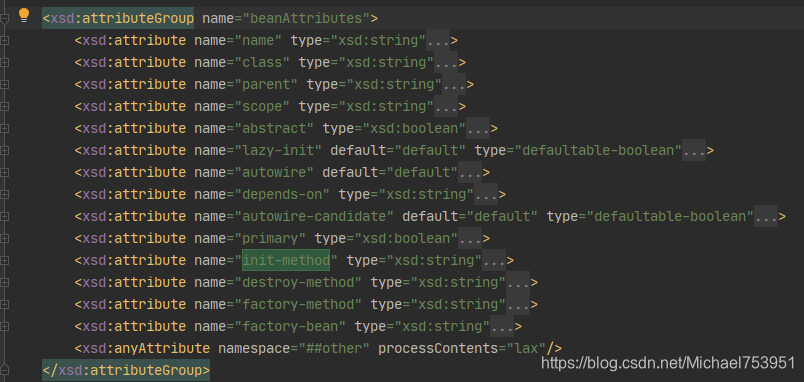 <xsd:attributeGroup name="beanAttributes">
<xsd:attribute name="name" type="xsd:string"...>
<xsd:attribute name="class" type="xsd:string"...>
<xsd:attribute name="parent" type="xsd:string"...>
<xsd:attribute name="scope" type="xsd:string"...>
<xsd:attribute name="abstract" type="xsd:boolean"...>
<xsd:attribute name="lazy-init" default="default" type="defaultable-boolean"...>
<xsd:attribute name="autowire" default="default"...>
<xsd:attribute name="depends-on" type="xsd:string"...>
<xsd:attribute name="autowire-candidate" default="default" type="defaultable-boolean"...>
<xsd:attribute name="primary" type="xsd:boolean"...>
<xsd:attribute name="init-method" type="xsd:string"...>
<xsd:attribute name="destroy-method" type="xsd:string"...>
<xsd:attribute name="factory-method" type="xsd:string"...>
<xsd:attribute name="factory-bean" type="xsd:string"...>
<xsd:anyAttribute namespace="##other" processContents="lax"/>
</xsd:attributeGroup>
https://blog.csdn.net/Michael753951